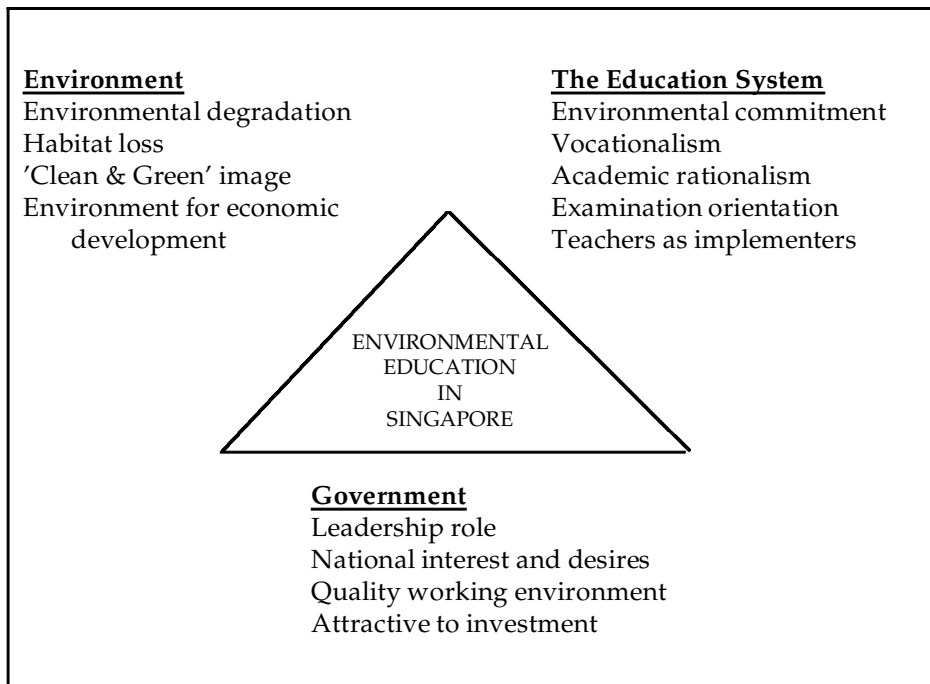 Environment
Environmental degradation
Habitat loss
'Clean & Green' image
Environment for economic
development
The Education System
Environmental commitment
Vocationalism
Academic rationalism
Examination orientation
Teachers as implementers
ENVIRONMENTAL
EDUCATION
IN
SINGAPORE
Government
Leadership role
National interest and desires
Quality working environment
Attractive to investment